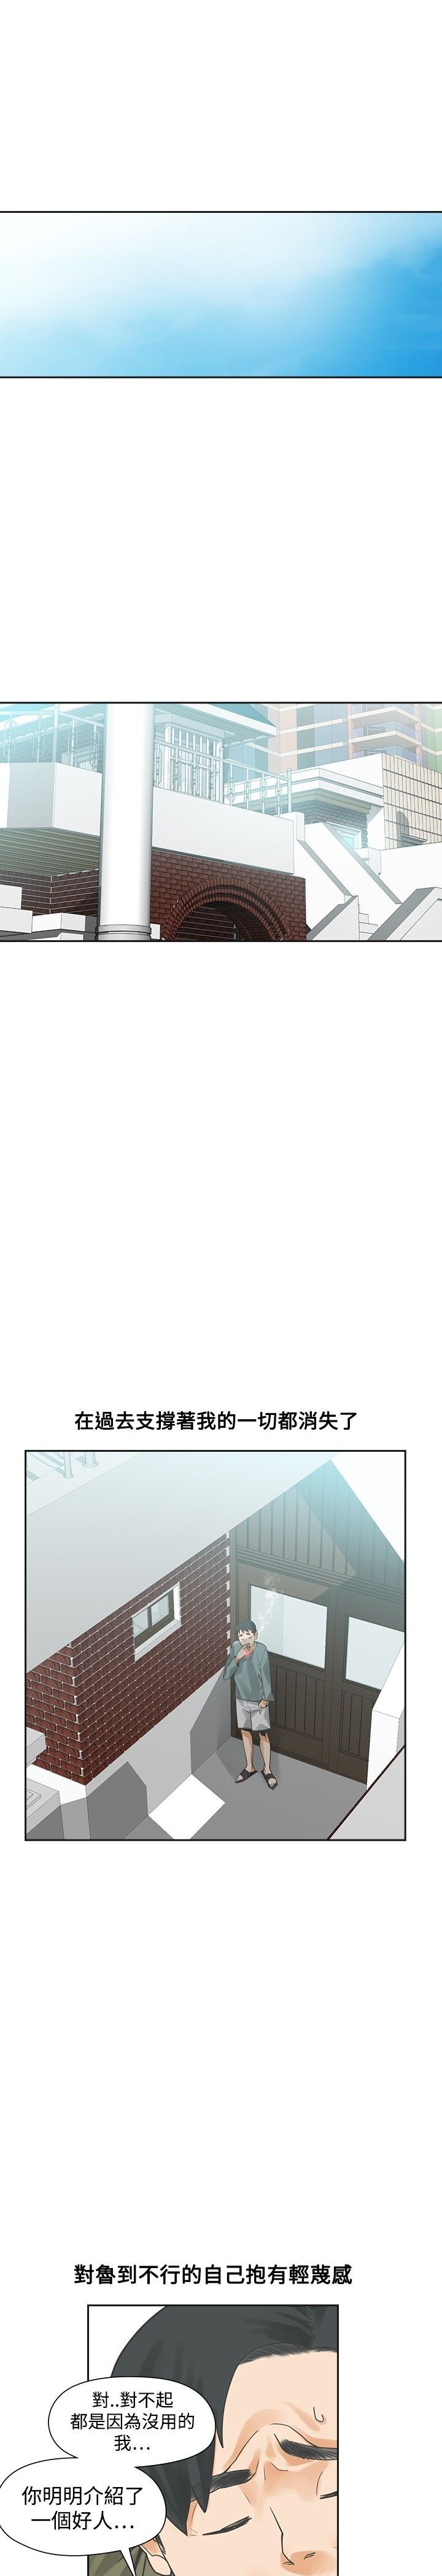 在過去支撐著我的一切都消失了
對魯到不行的自己抱有輕蔑感
對..對不起
都是因為沒用的
我...
你明明介紹了
一個好人...